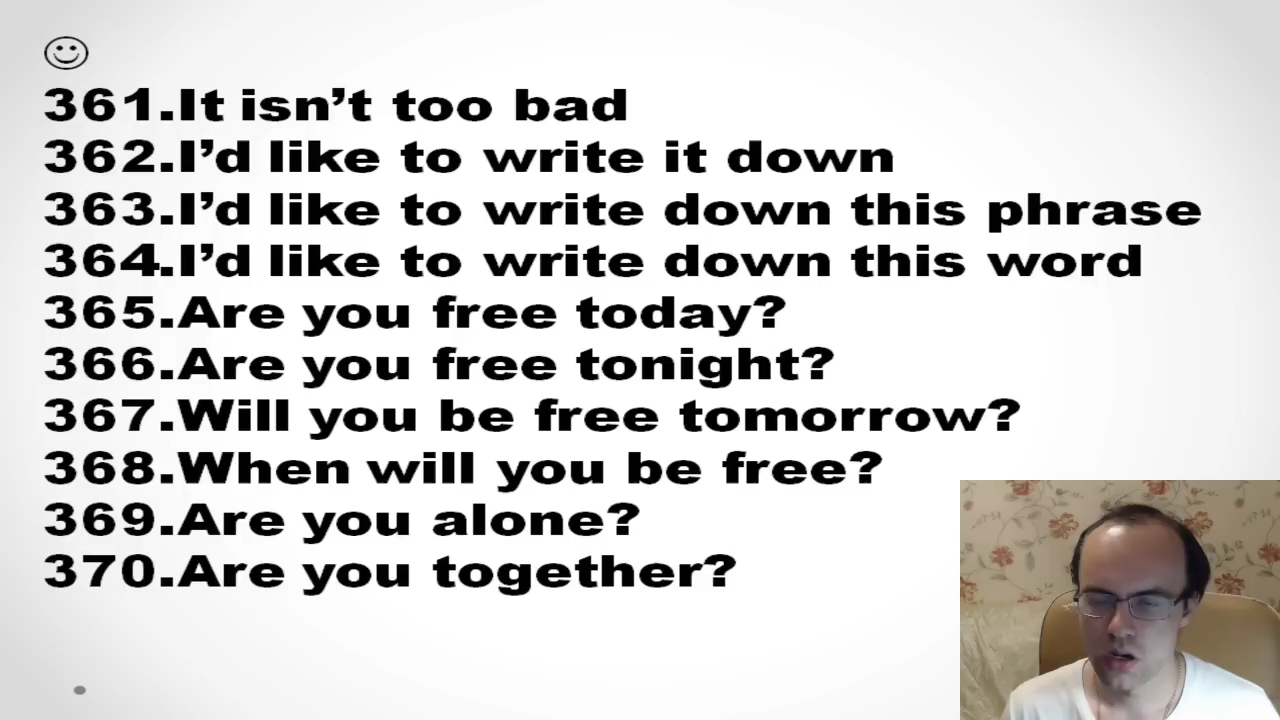 361.It isn’t too bad
362.I’d like to write it down
363.I’d like to write down this phrase
364.I’d like to write down this word
365.Are you free today?
366.Are you free tonight?
367.Will you be free tomorrow?
368.When will you be free?
369.Are you alone?
370.Are you together?